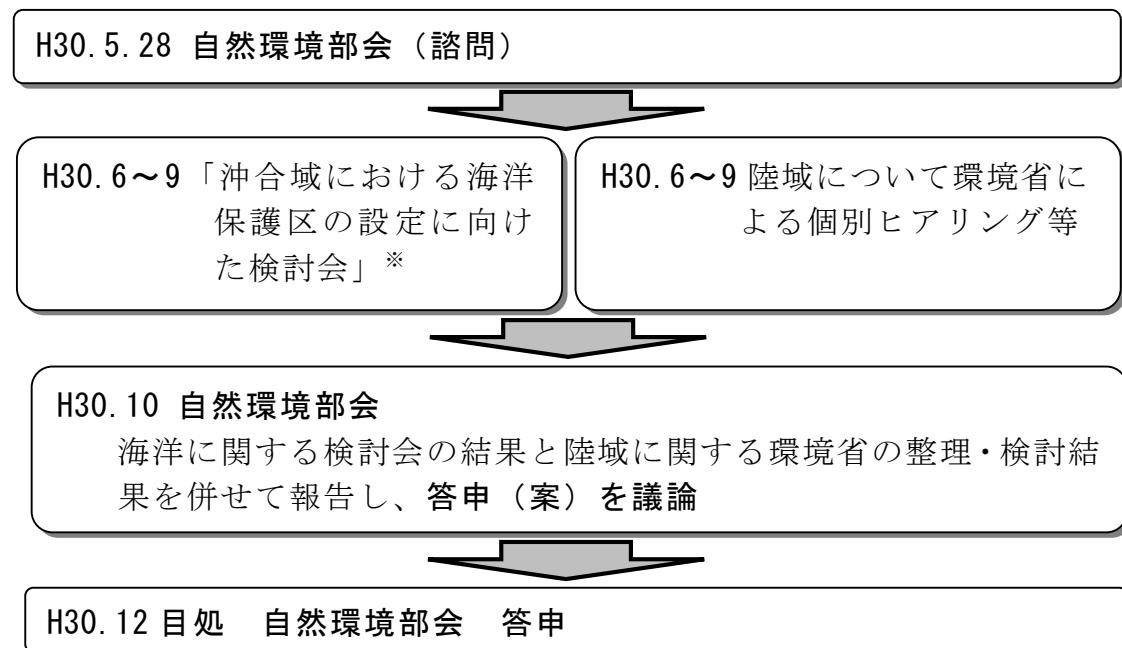 H30.5.28 自然環境部会（諮問）
H30.6～9「沖合域における海洋
保護区の設定に向け
た検討会」※
H30.6～9 陸域について環境省に
よる個別ヒアリング等
H30.10 自然環境部会
海洋に関する検討会の結果と陸域に関する環境省の整理・検討結
果を併せて報告し、答申（案）を議論
H30.12 目処　自然環境部会　答申